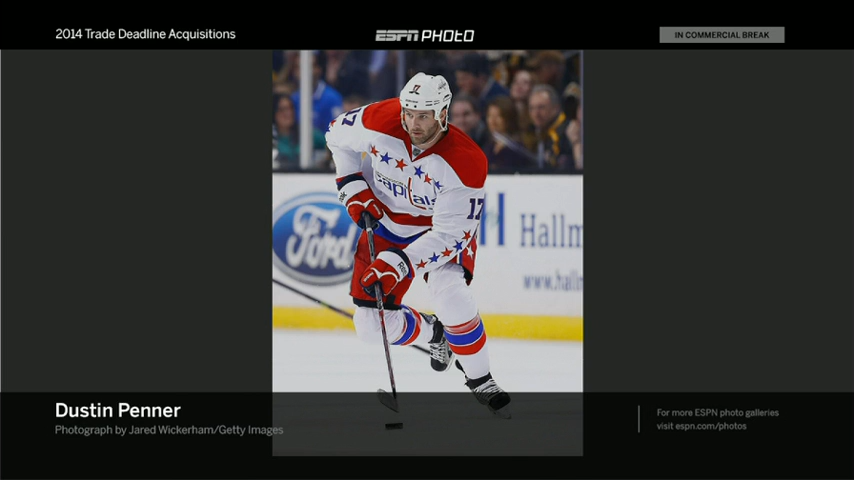 2014 Trade Deadline Acquisitions
ESPN PHOTO
IN COMMERCIAL BREAK
17
17
capitals
17
Ford
Hallm
www.hall
Dustin Penner
Photograph by Jared Wickerham/Getty Images
For more ESPN photo galleries
visit espn.com/photos